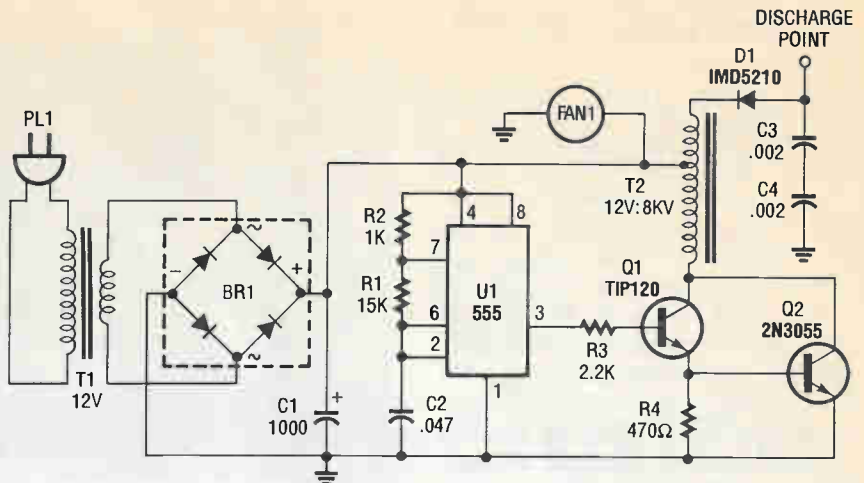 DISCHARGE
POINT
D1
IMD5210
PL1
FAN1
C3
.002
T2
12V:8KV
C4
.002
R2
1K
4
8
7
~
–
+
BR1
R1
15K
U1
555
6
3
2
Q1
TIP120
Q2
2N3055
R3
2.2K
~
T1
12V
C1
1000
+
C2
.047
1
R4
470Ω